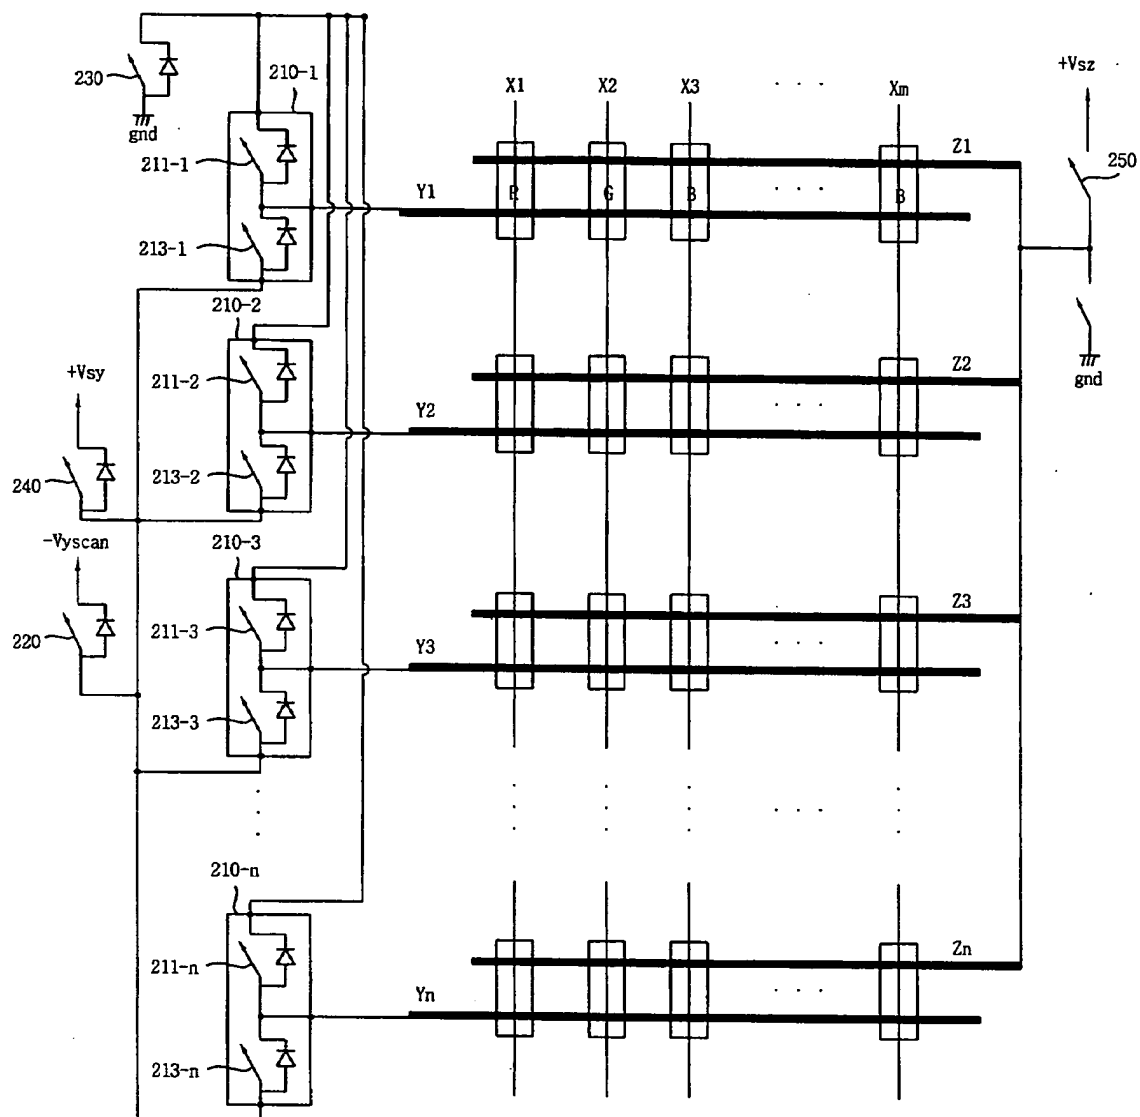 230
gnd
210-1
211-1
213-1
X1 X2 X3 · · · Xm
+Vsz
250
gnd
Y1
R G B · · · B
Z1
210-2
+Vsy
211-2
213-2
240
Y2
· · ·
Z2
-Vyscan
210-3
211-3
220
213-3
Y3
· · ·
Z3
210-n
211-n
213-n
Yn
· · ·
Zn